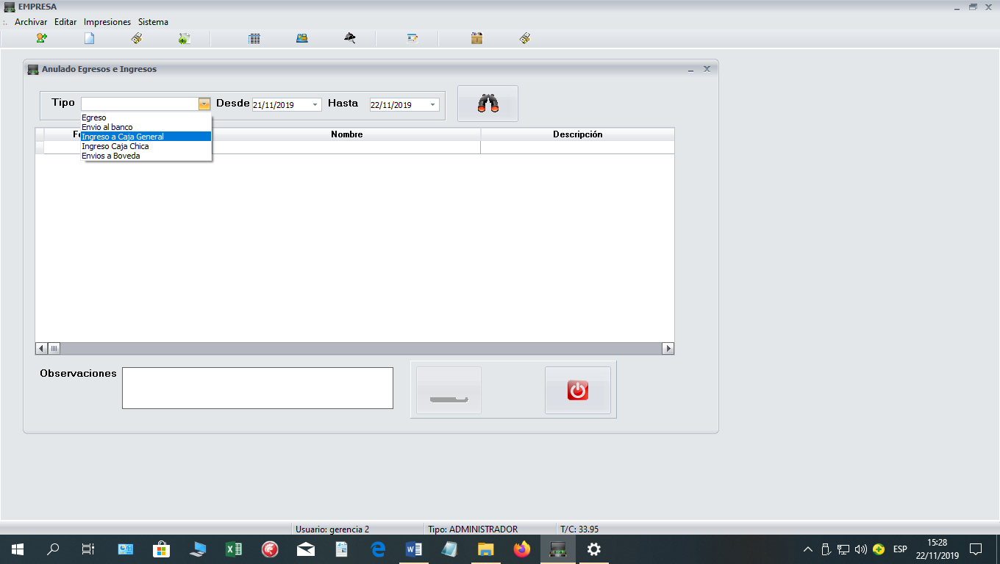 EMPRESA
Archivar Editar Impresiones Sistema
Anulado Egresos e Ingresos
Tipo Desde 21/11/2019 Hasta 22/11/2019
Egreso
Envio al banco
Ingreso a Caja General
Ingreso Caja Chica
Envios a Boveda
Nombre Descripción
Observaciones
Usuario: gerencia 2 Tipo: ADMINISTRADOR T/C: 33.95
ESP 15:28
22/11/2019